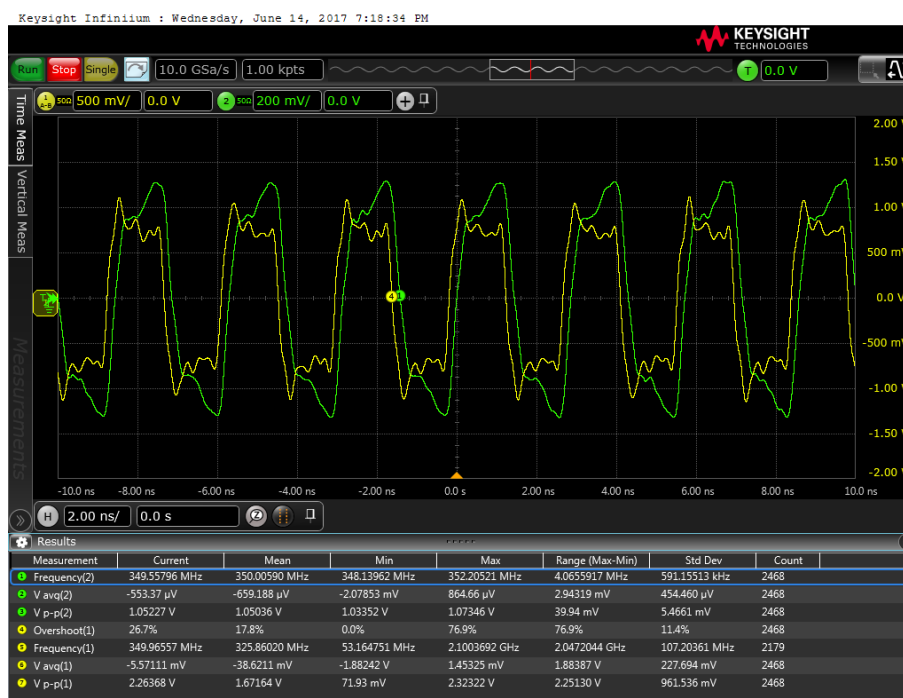 Keysight Infiniium : Wednesday, June 14, 2017 7:18:34 PM
KEYSIGHT
TECHNOLOGIES
Run Stop Single 10.0 GSa/s 1.00 kpts T 0.0 V
1 A-B 50Ω 500 mV/ 0.0 V 2 50Ω 200 mV/ 0.0 V +
Time Meas
Vertical Meas
Measurements
2.00 V
1.50 V
1.00 V
500 mV
0.0 V
4 1
-500 mV
-1.00 V
-1.50 V
-2.00 V
-10.0 ns -8.00 ns -6.00 ns -4.00 ns -2.00 ns 0.0 s 2.00 ns 4.00 ns 6.00 ns 8.00 ns 10.0 ns
H 2.00 ns/ 0.0 s Z
Results
Measurement Current Mean Min Max Range (Max-Min) Std Dev Count
1 Frequency(2) 349.55796 MHz 350.00590 MHz 348.13962 MHz 352.20521 MHz 4.0655917 MHz 591.15513 kHz 2468
2 V avg(2) -553.37 µV -659.188 µV -2.07853 mV 864.66 µV 2.94319 mV 454.460 µV 2468
3 V p-p(2) 1.05227 V 1.05036 V 1.03352 V 1.07346 V 39.94 mV 5.4661 mV 2468
4 Overshoot(1) 26.7% 17.8% 0.0% 76.9% 76.9% 11.4% 2468
5 Frequency(1) 349.96557 MHz 325.86020 MHz 53.164751 MHz 2.1003692 GHz 2.0472044 GHz 107.20361 MHz 2179
6 V avg(1) -5.57111 mV -38.6211 mV -1.88242 V 1.45325 mV 1.88387 V 227.694 mV 2468
7 V p-p(1) 2.26368 V 1.67164 V 71.93 mV 2.32322 V 2.25130 V 961.536 mV 2468